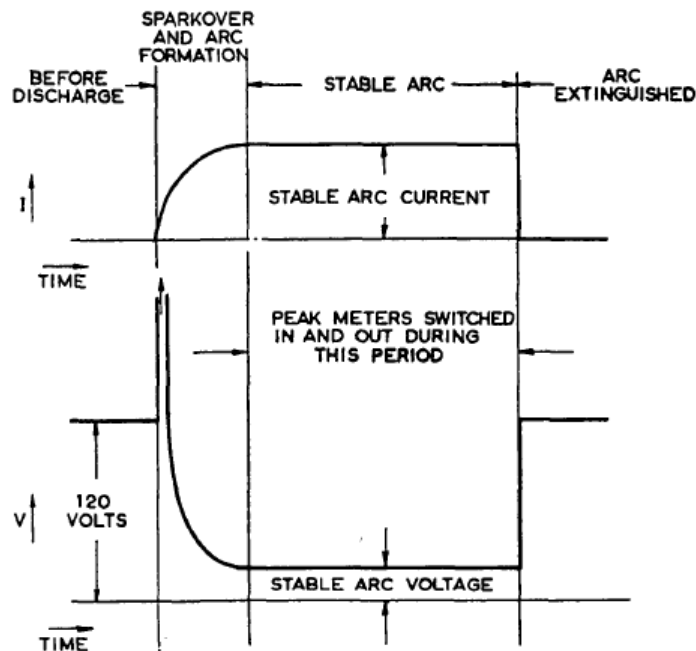 SPARKOVER
AND ARC
FORMATION
BEFORE
DISCHARGE
STABLE ARC
ARC
EXTINGUISHED
I
STABLE ARC CURRENT
TIME
PEAK METERS SWITCHED
IN AND OUT DURING
THIS PERIOD
120
VOLTS
V
STABLE ARC VOLTAGE
TIME